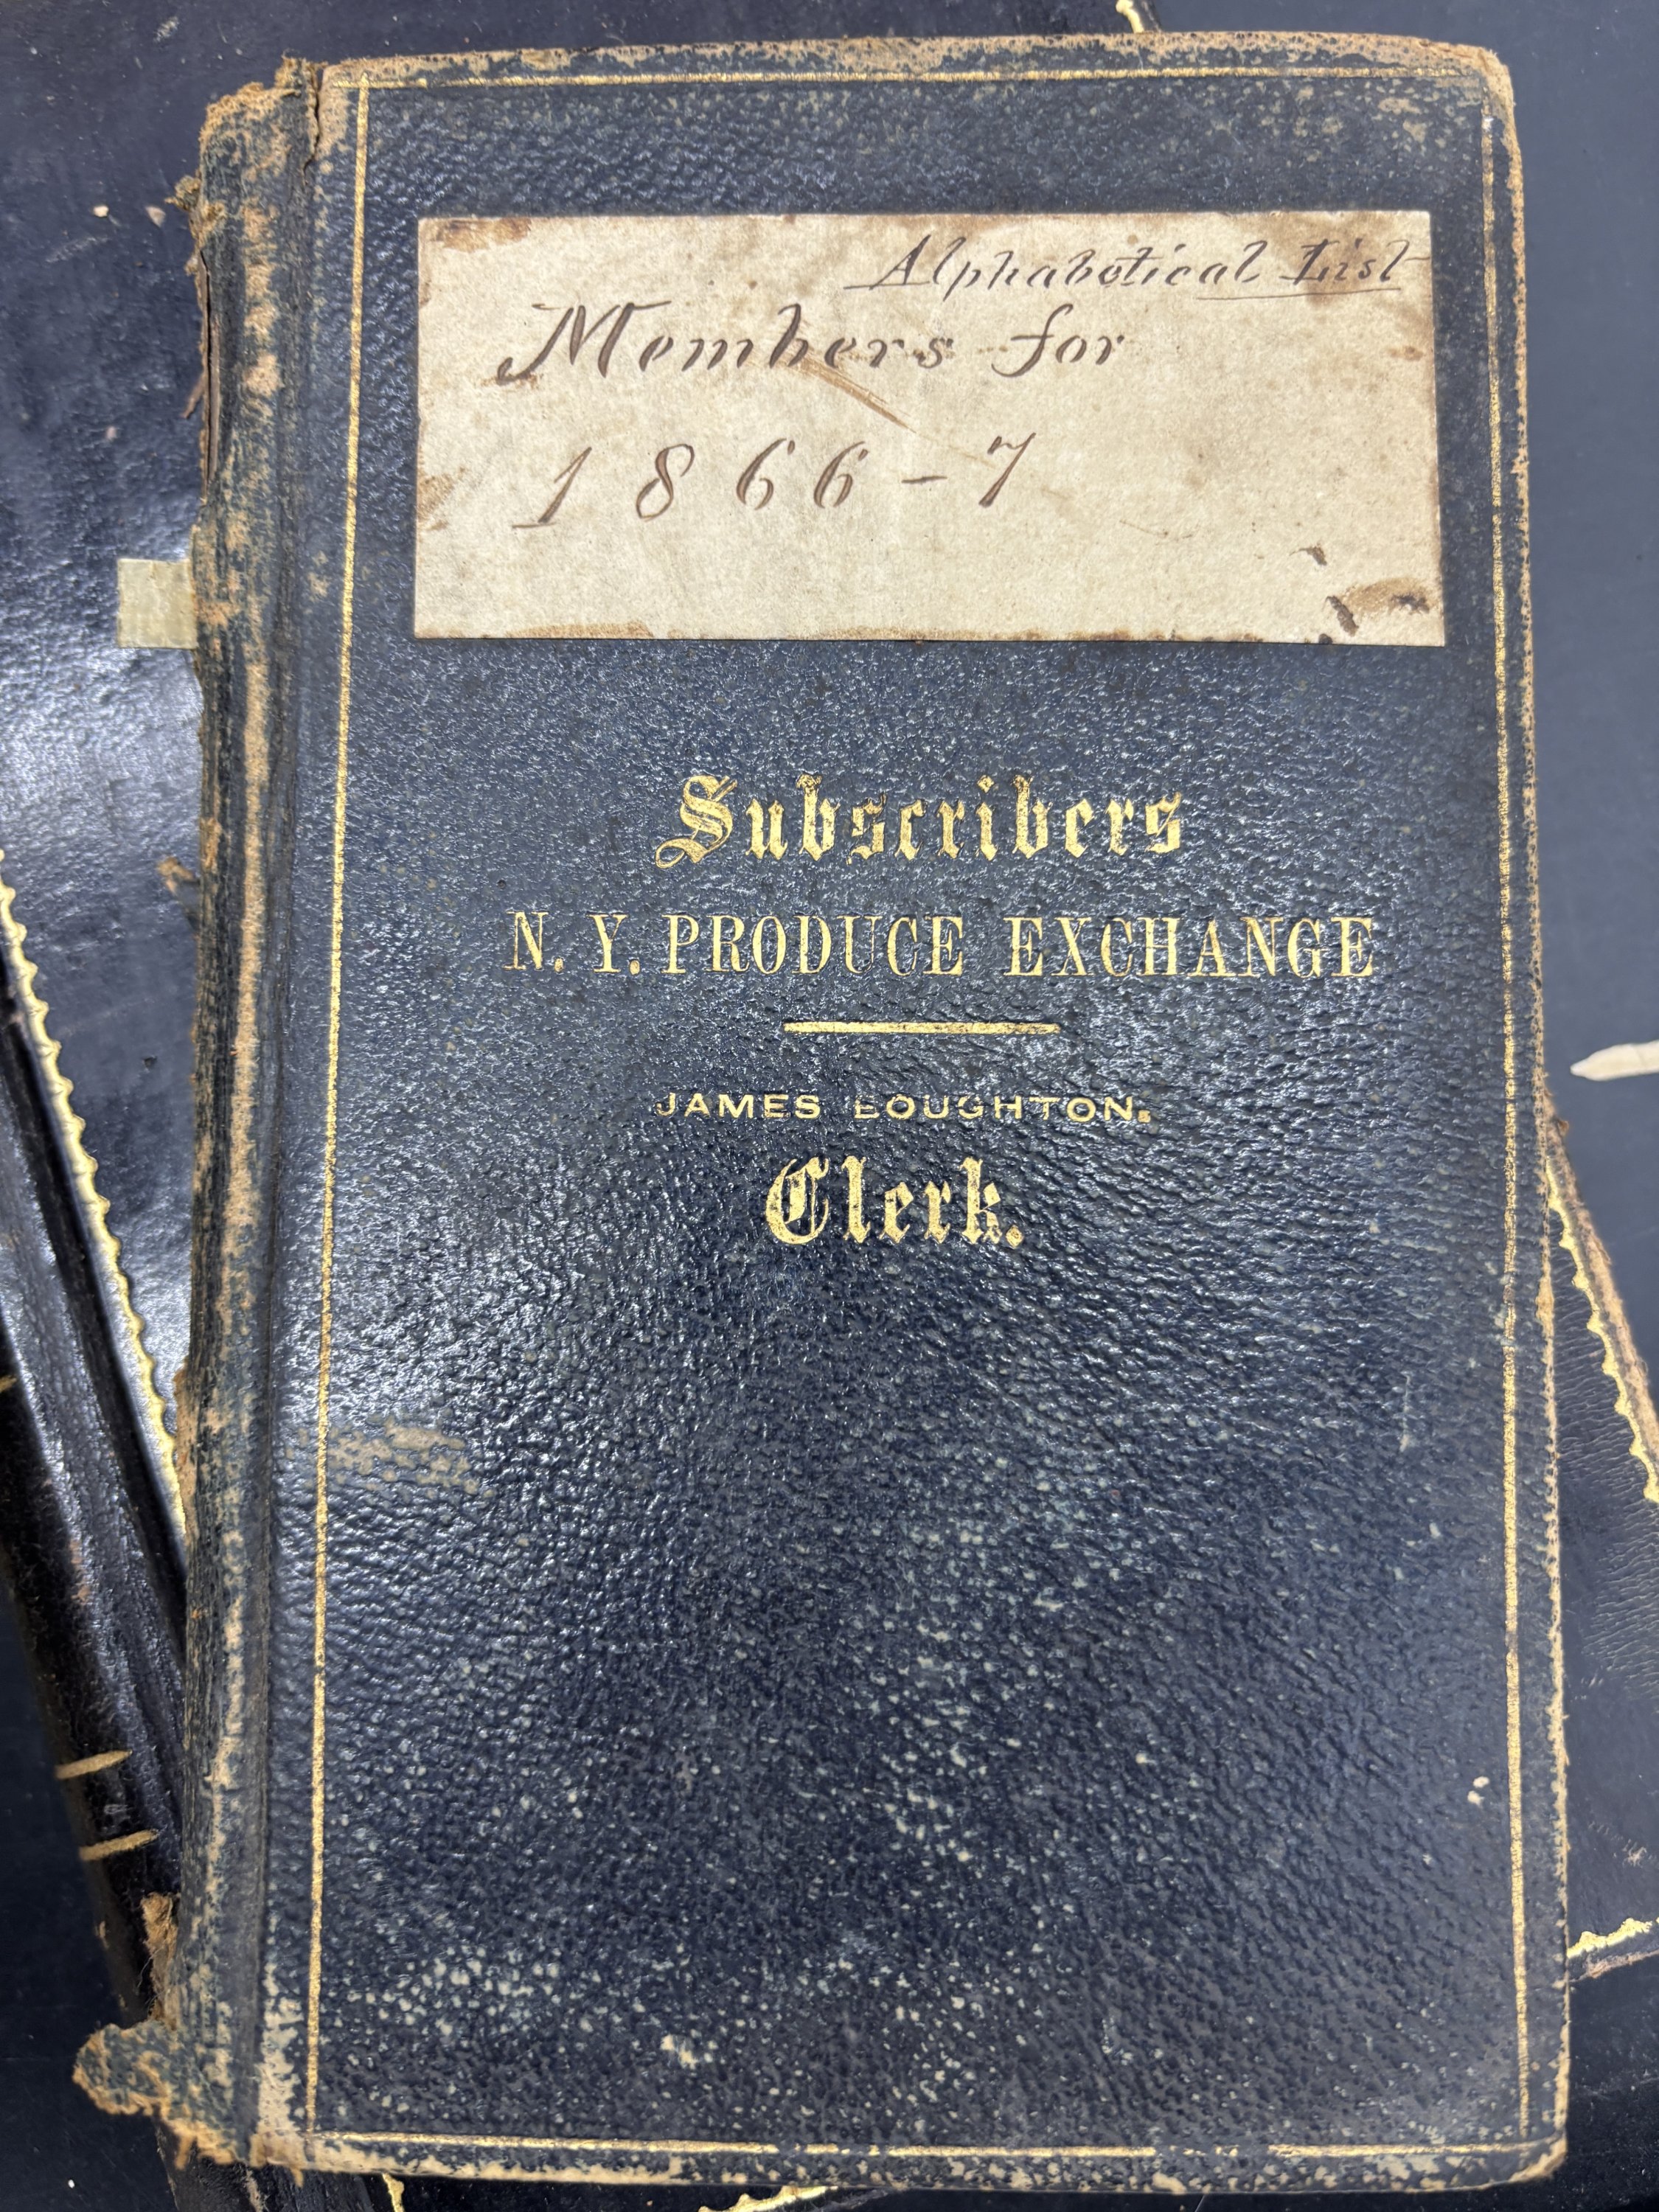 Alphabetical List
Members for
1866-7
Subscribers
N. Y. PRODUCE EXCHANGE
JAMES BOUGHTON.
Clerk.